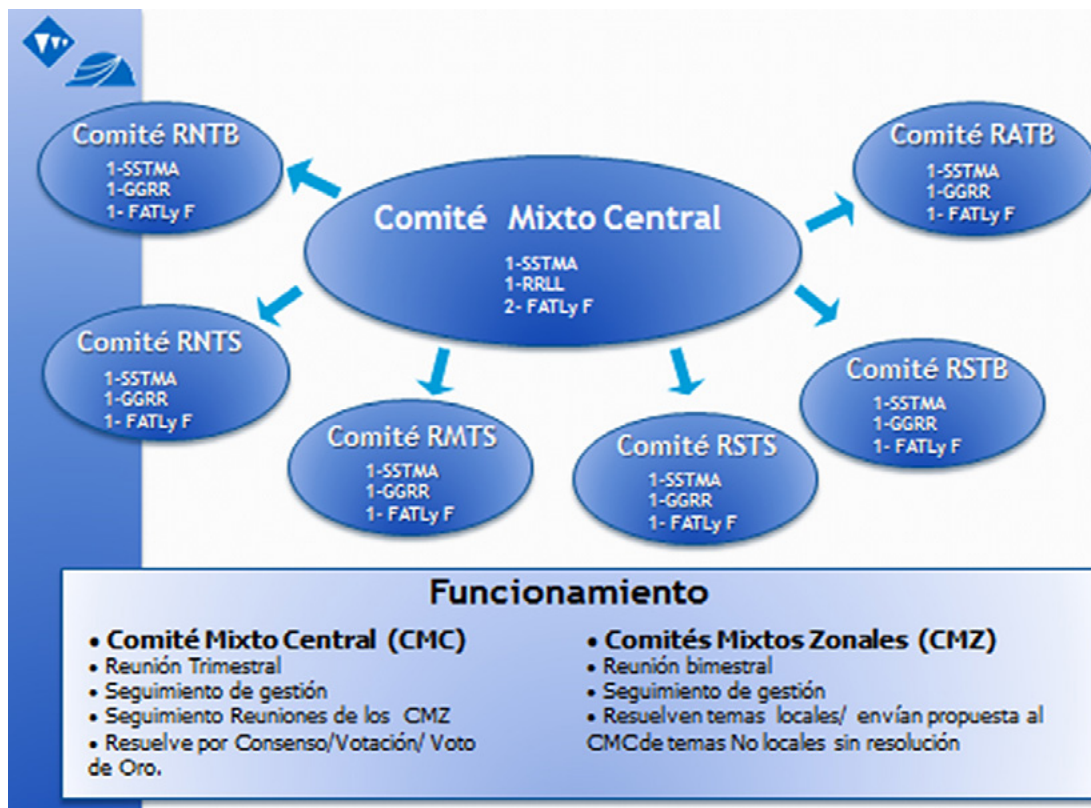 Comité RNTB
1-SSTMA
1-GGRR
1- FATLy F
Comité Mixto Central
1-SSTMA
1-RRLL
2- FATLy F
Comité RATB
1-SSTMA
1-GGRR
1- FATLy F
Comité RNTS
1-SSTMA
1-GGRR
1- FATLy F
Comité RMTS
1-SSTMA
1-GGRR
1- FATLy F
Comité RSTS
1-SSTMA
1-GGRR
1- FATLy F
Comité RSTB
1-SSTMA
1-GGRR
1- FATLy F
Funcionamiento
• Comité Mixto Central (CMC)
• Reunión Trimestral
• Seguimiento de gestión
• Seguimiento Reuniones de los CMZ
• Resuelve por Consenso/Votación/ Voto
de Oro.
• Comités Mixtos Zonales (CMZ)
• Reunión bimestral
• Seguimiento de gestión
• Resuelven temas locales/ envían propuesta al
CMC de temas No locales sin resolución